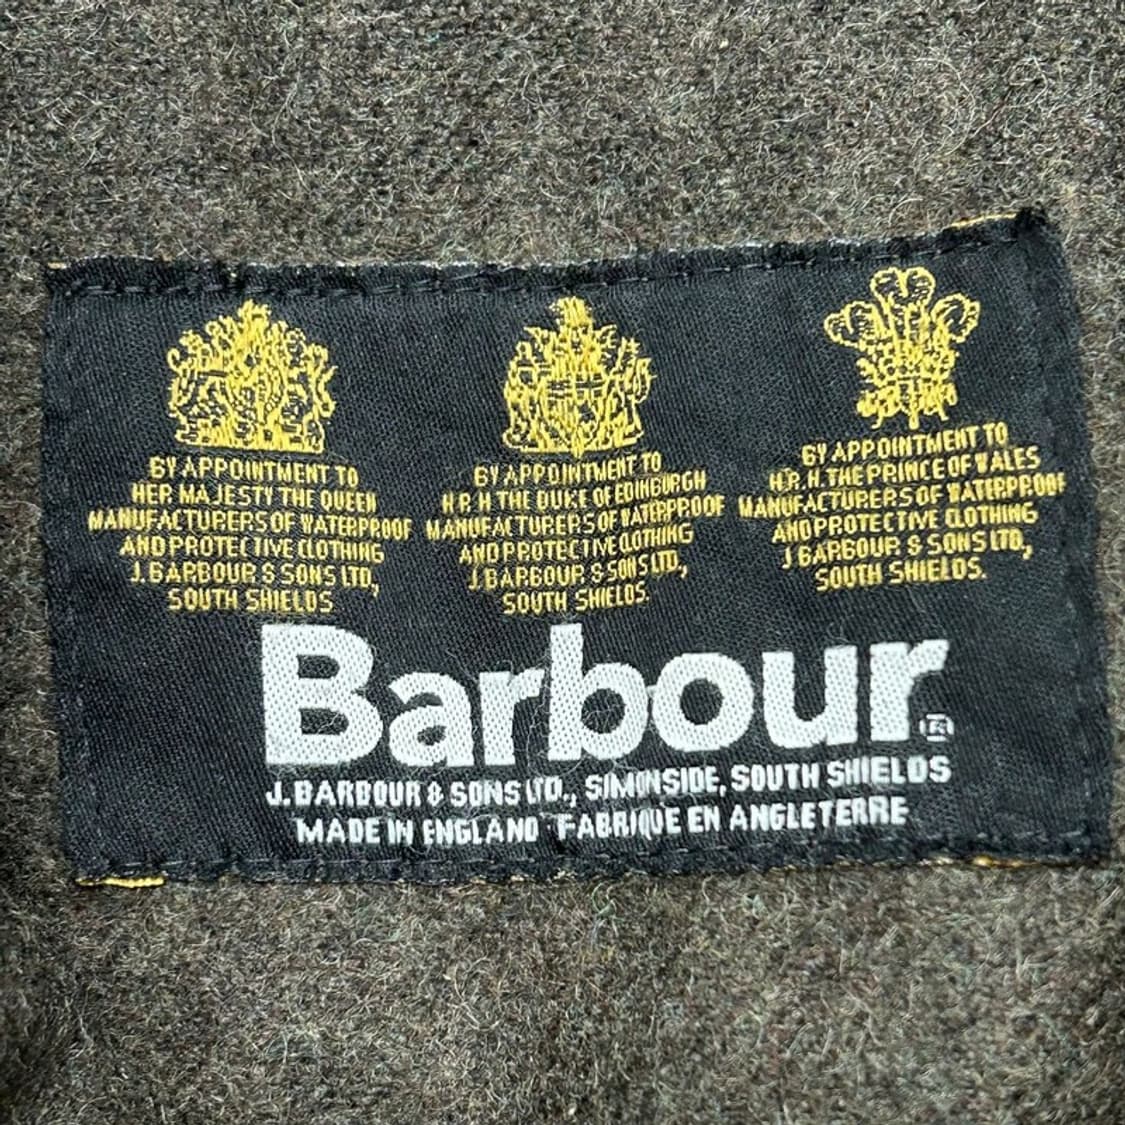 BY APPOINTMENT TO
HER MAJESTY THE QUEEN
MANUFACTURERS OF WATERPROOF
AND PROTECTIVE CLOTHING
J. BARBOUR & SONS LTD.,
SOUTH SHIELDS
BY APPOINTMENT TO
H.R.H THE DUKE OF EDINBURGH
MANUFACTURERS OF WATERPROOF
AND PROTECTIVE CLOTHING
J. BARBOUR & SONS LTD.,
SOUTH SHIELDS.
BY APPOINTMENT TO
H.R.H. THE PRINCE OF WALES
MANUFACTURERS OF WATERPROOF
AND PROTECTIVE CLOTHING
J BARBOUR & SONS LTD,
SOUTH SHIELDS.
Barbour®
J. BARBOUR & SONS LTD., SIMONSIDE, SOUTH SHIELDS
MADE IN ENGLAND FABRIQUE EN ANGLETERRE